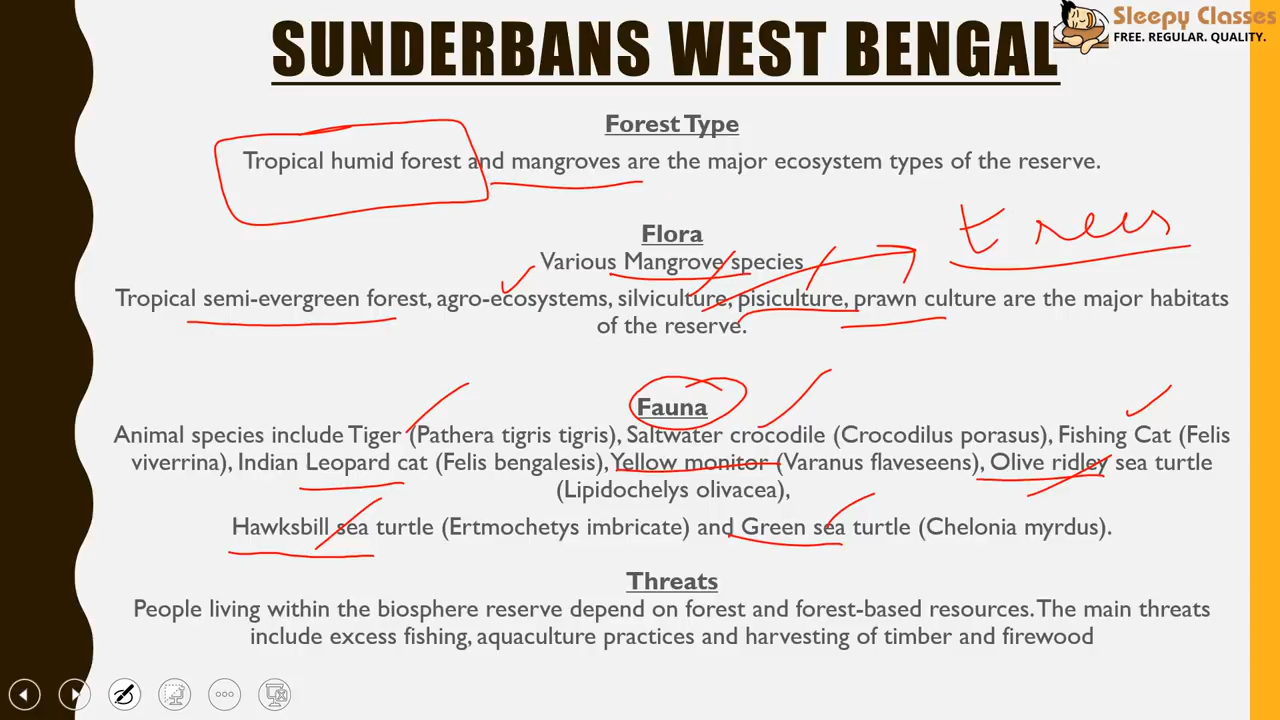 Sleepy Classes
FREE. REGULAR. QUALITY.
SUNDERBANS WEST BENGAL
Forest Type
Tropical humid forest and mangroves are the major ecosystem types of the reserve.
trees
Flora
Various Mangrove species
Tropical semi-evergreen forest, agro-ecosystems, silviculture, pisiculture, prawn culture are the major habitats
of the reserve.
Fauna
Animal species include Tiger (Pathera tigris tigris), Saltwater crocodile (Crocodilus porasus), Fishing Cat (Felis
viverrina), Indian Leopard cat (Felis bengalesis), Yellow monitor (Varanus flaveseens), Olive ridley sea turtle
(Lipidochelys olivacea),
Hawksbill sea turtle (Ertmochetys imbricate) and Green sea turtle (Chelonia myrdus).
Threats
People living within the biosphere reserve depend on forest and forest-based resources. The main threats
include excess fishing, aquaculture practices and harvesting of timber and firewood